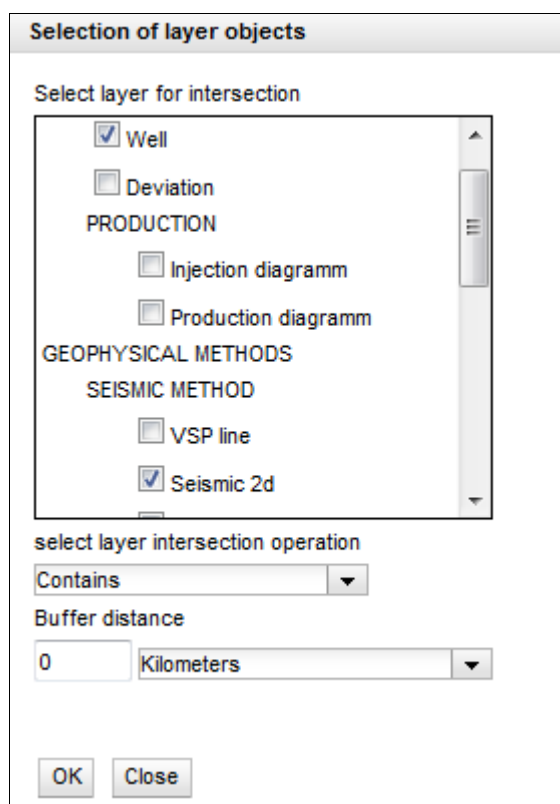 Selection of layer objects
Select layer for intersection
Well
Deviation
PRODUCTION
Injection diagramm
Production diagramm
GEOPHYSICAL METHODS
SEISMIC METHOD
VSP line
Seismic 2d
select layer intersection operation
Contains
Buffer distance
0 Kilometers
OK Close